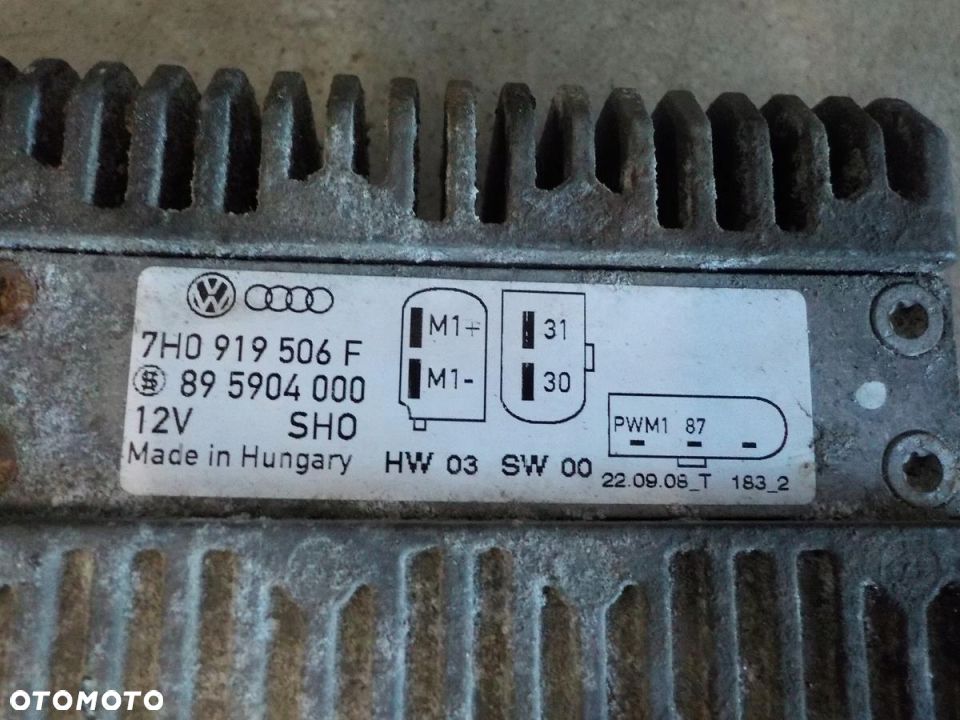 7H0 919 506 F
89 5904 000
12V SHO
Made in Hungary
M1+
M1-
31
30
PWM1 87
HW 03 SW 00
22.09.08_T 183_2
OTOMOTO